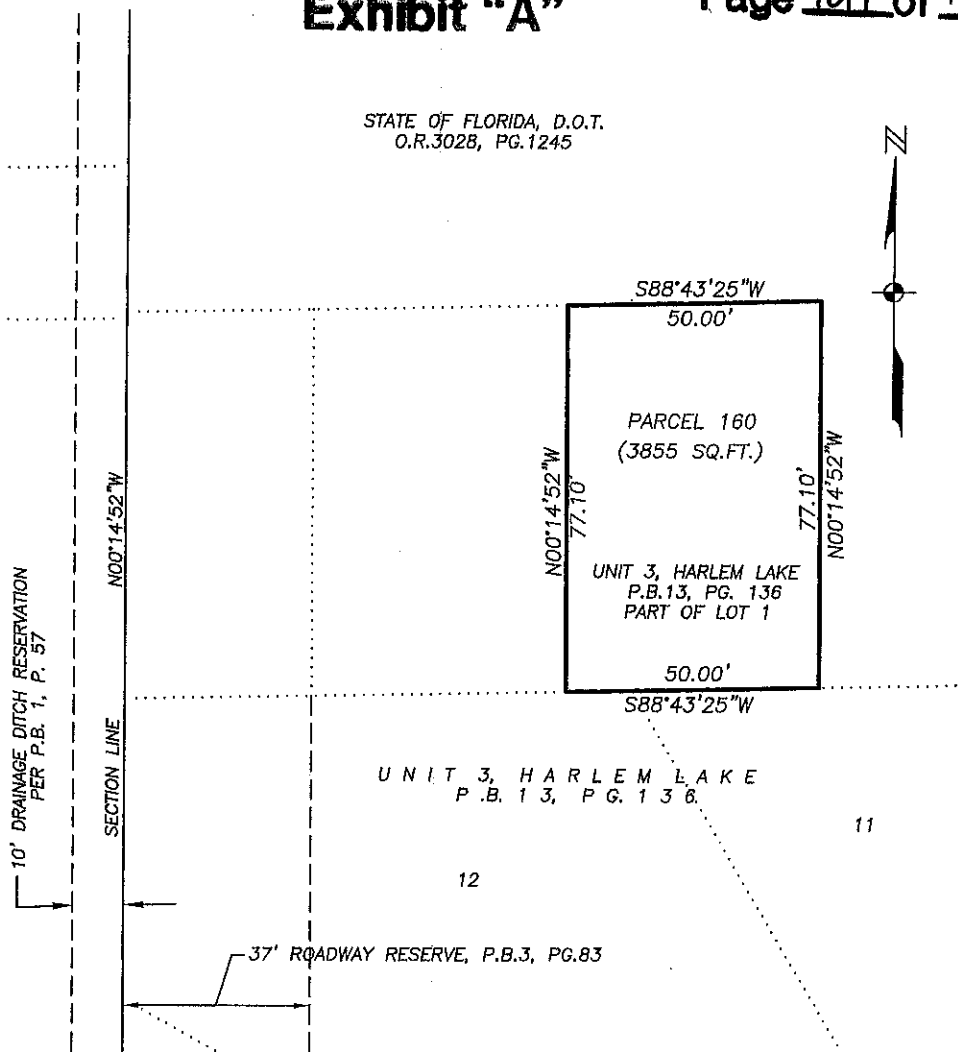 Exhibit "A"
Page of
STATE OF FLORIDA, D.O.T.
O.R.3028, PG.1245
N
S88°43'25"W
50.00'
PARCEL 160
(3855 SQ.FT.)
N00°14'52"W
77.10'
77.10'
N00°14'52"W
UNIT 3, HARLEM LAKE
P.B.13, PG. 136
PART OF LOT 1
50.00'
S88°43'25"W
N00°14'52"W
SECTION LINE
10' DRAINAGE DITCH RESERVATION
PER P.B. 1, P. 57
UNIT 3, HARLEM LAKE
P.B. 13, PG. 136
11
12
37' ROADWAY RESERVE, P.B.3, PG.83